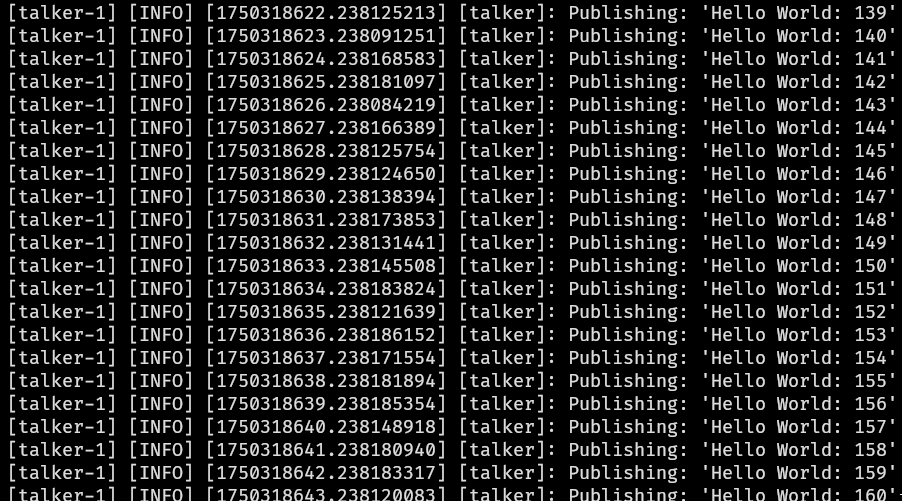 [talker-1] [INFO] [1750318622.238125213] [talker]: Publishing: 'Hello World: 139'
[talker-1] [INFO] [1750318623.238091251] [talker]: Publishing: 'Hello World: 140'
[talker-1] [INFO] [1750318624.238168583] [talker]: Publishing: 'Hello World: 141'
[talker-1] [INFO] [1750318625.238181097] [talker]: Publishing: 'Hello World: 142'
[talker-1] [INFO] [1750318626.238084219] [talker]: Publishing: 'Hello World: 143'
[talker-1] [INFO] [1750318627.238166389] [talker]: Publishing: 'Hello World: 144'
[talker-1] [INFO] [1750318628.238125754] [talker]: Publishing: 'Hello World: 145'
[talker-1] [INFO] [1750318629.238124650] [talker]: Publishing: 'Hello World: 146'
[talker-1] [INFO] [1750318630.238138394] [talker]: Publishing: 'Hello World: 147'
[talker-1] [INFO] [1750318631.238173853] [talker]: Publishing: 'Hello World: 148'
[talker-1] [INFO] [1750318632.238131441] [talker]: Publishing: 'Hello World: 149'
[talker-1] [INFO] [1750318633.238145508] [talker]: Publishing: 'Hello World: 150'
[talker-1] [INFO] [1750318634.238183824] [talker]: Publishing: 'Hello World: 151'
[talker-1] [INFO] [1750318635.238121639] [talker]: Publishing: 'Hello World: 152'
[talker-1] [INFO] [1750318636.238186152] [talker]: Publishing: 'Hello World: 153'
[talker-1] [INFO] [1750318637.238171554] [talker]: Publishing: 'Hello World: 154'
[talker-1] [INFO] [1750318638.238181894] [talker]: Publishing: 'Hello World: 155'
[talker-1] [INFO] [1750318639.238185354] [talker]: Publishing: 'Hello World: 156'
[talker-1] [INFO] [1750318640.238148918] [talker]: Publishing: 'Hello World: 157'
[talker-1] [INFO] [1750318641.238180940] [talker]: Publishing: 'Hello World: 158'
[talker-1] [INFO] [1750318642.238183317] [talker]: Publishing: 'Hello World: 159'
[talker-1] [INFO] [1750318643.238120083] [talker]: Publishing: 'Hello World: 160'